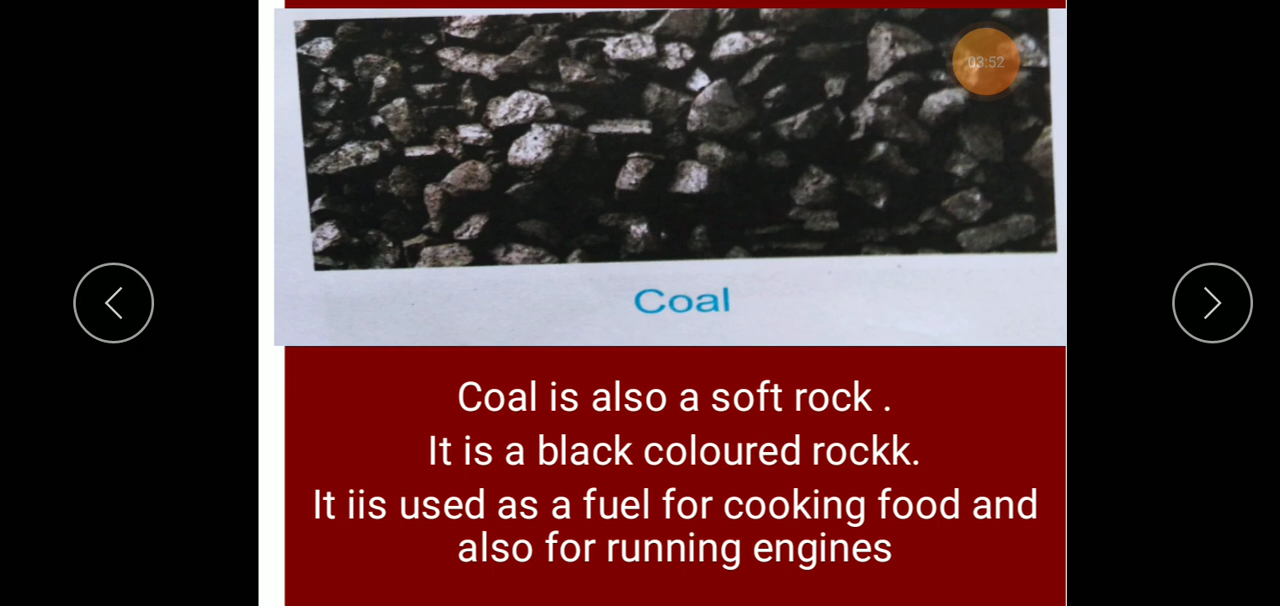 03:52
Coal
Coal is also a soft rock .
It is a black coloured rockk.
It iis used as a fuel for cooking food and
also for running engines